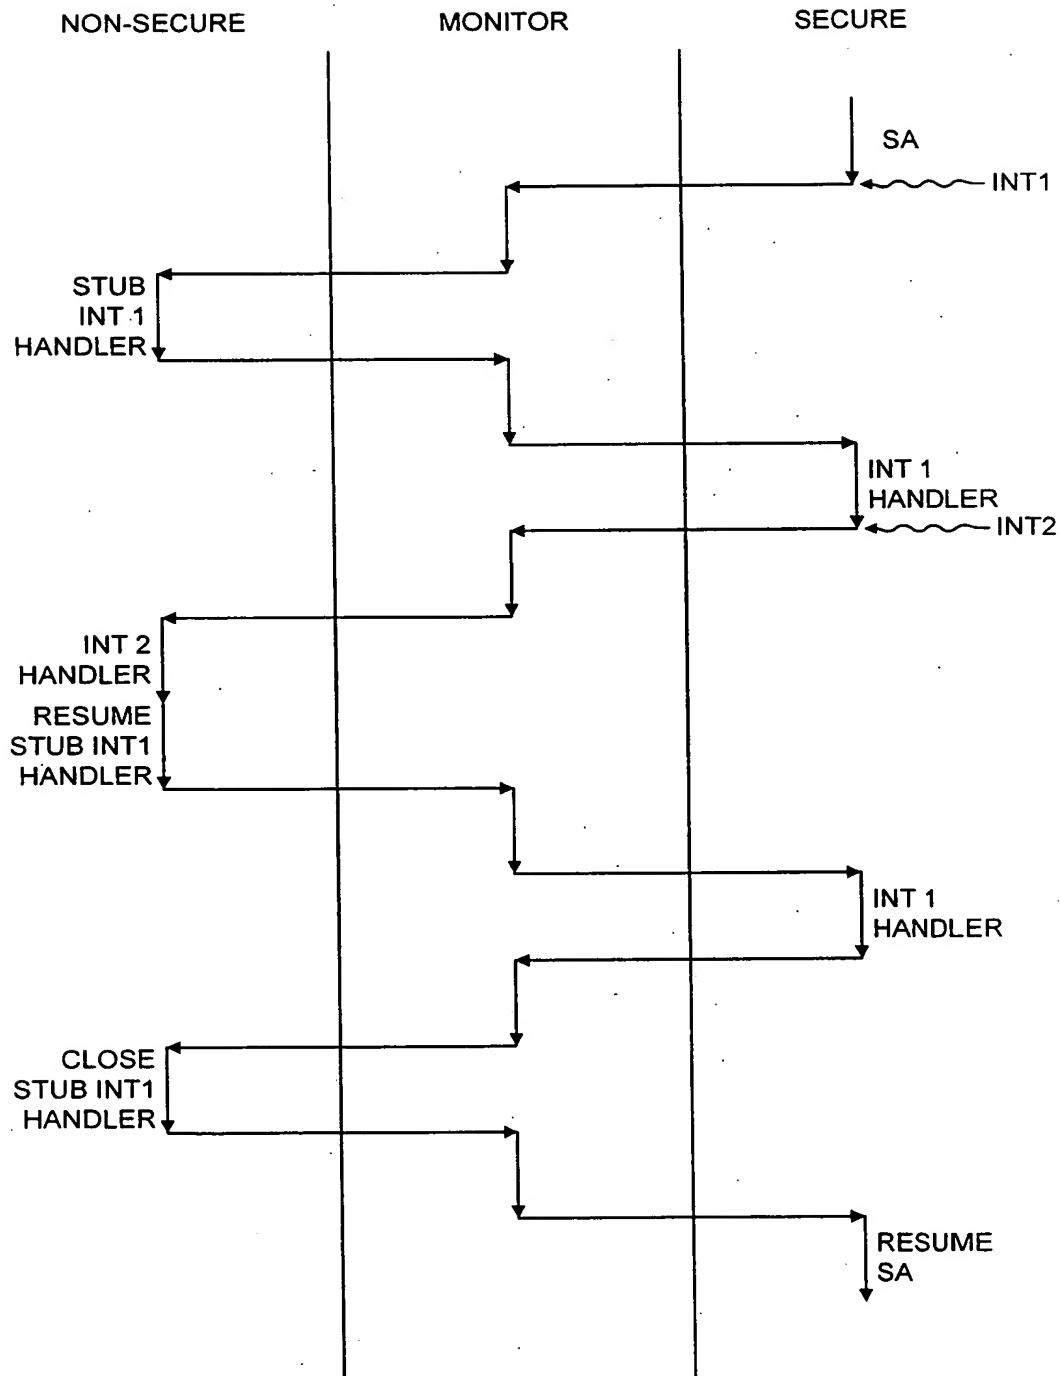 NON-SECURE
MONITOR
SECURE
SA
INT1
STUB
INT 1
HANDLER
INT 1
HANDLER
INT2
INT 2
HANDLER
RESUME
STUB INT1
HANDLER
INT 1
HANDLER
CLOSE
STUB INT1
HANDLER
RESUME
SA